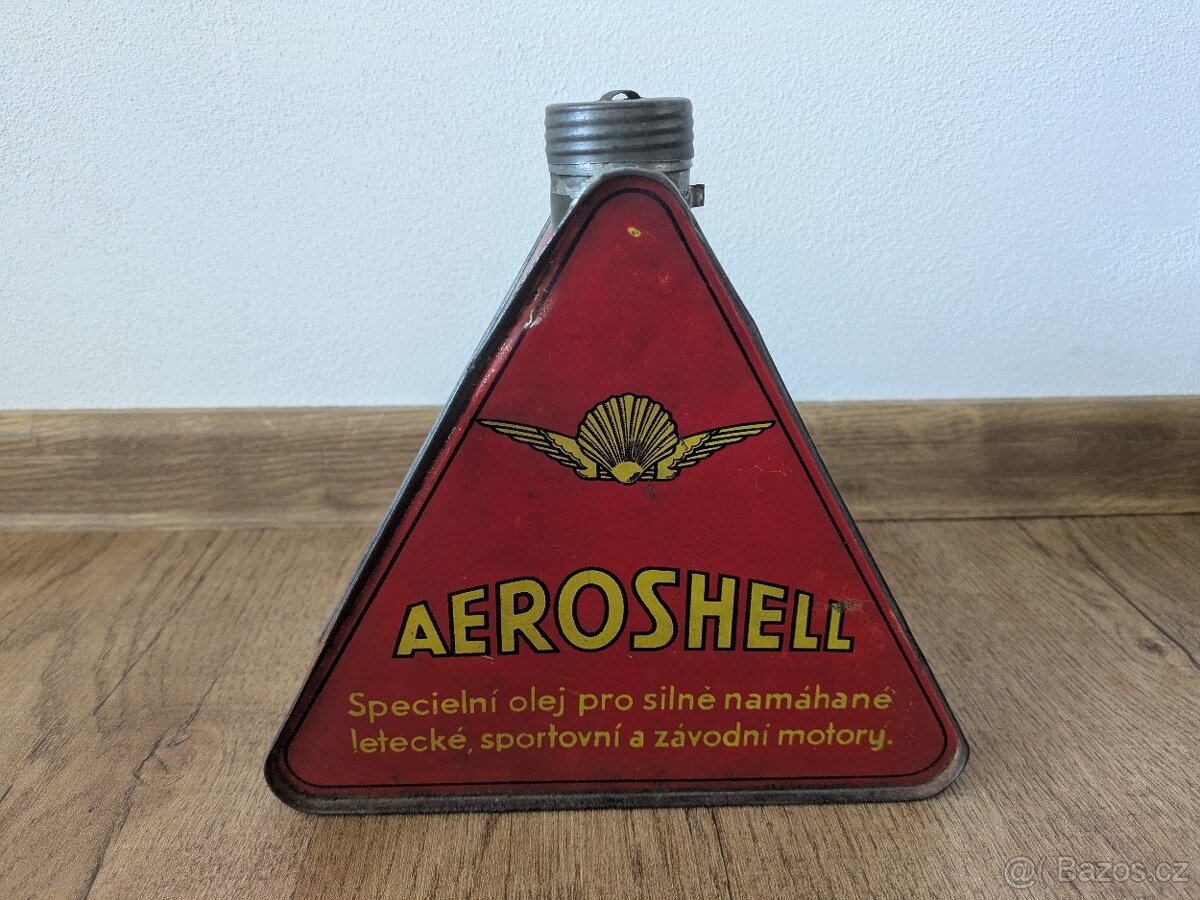 AEROSHELL
Specielní olej pro silně namáhané
letecké, sportovní a závodní motory.
@( Bazos.cz